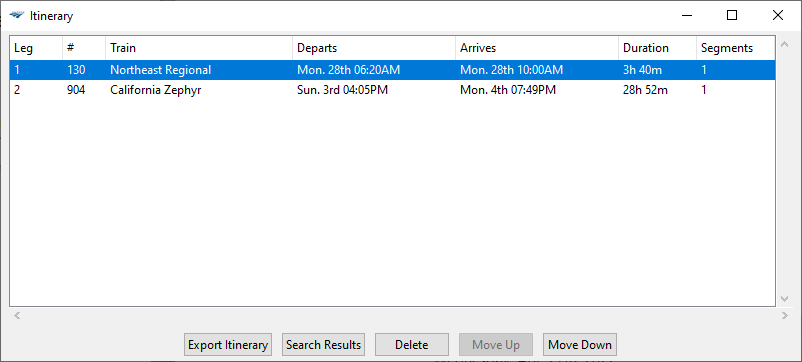 Itinerary
Leg # Train Departs Arrives Duration Segments
1 130 Northeast Regional Mon. 28th 06:20AM Mon. 28th 10:00AM 3h 40m 1
2 904 California Zephyr Sun. 3rd 04:05PM Mon. 4th 07:49PM 28h 52m 1
Export Itinerary Search Results Delete Move Up Move Down